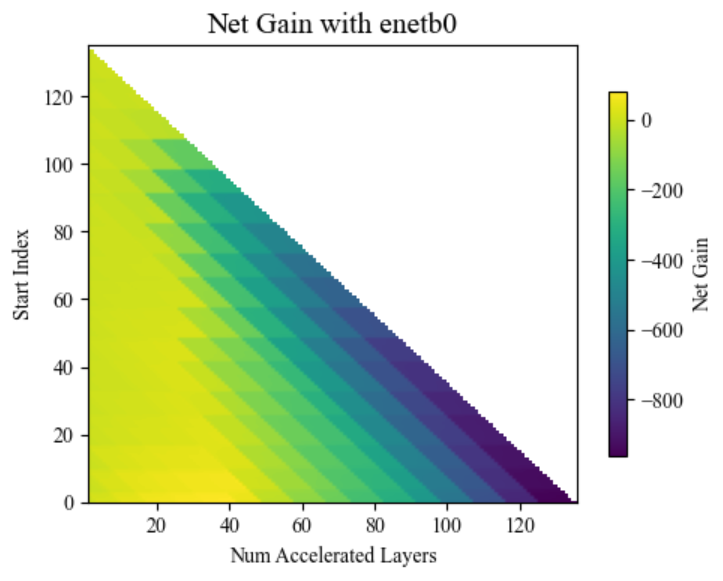 Net Gain with enetb0
120
100
80
60
40
20
0
Start Index
20 40 60 80 100 120
Num Accelerated Layers
0
−200
−400
−600
−800
Net Gain